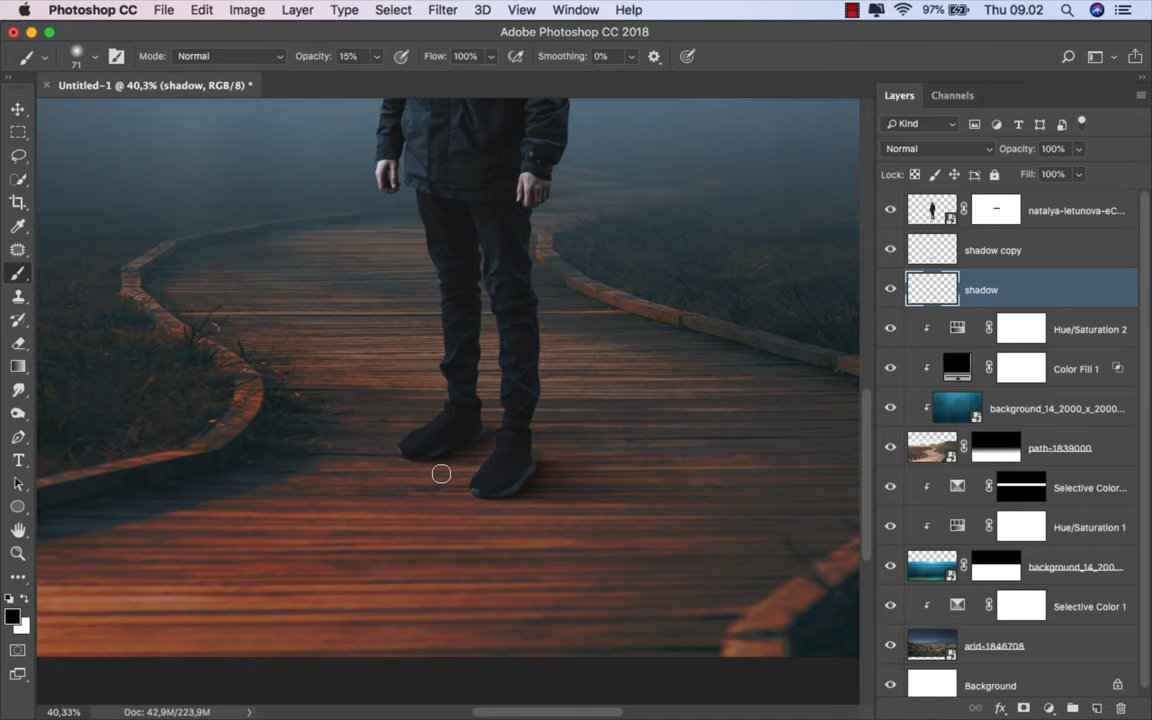 Photoshop CC File Edit Image Layer Type Select Filter 3D View Window Help 97% Thu 09.02
Adobe Photoshop CC 2018
71 Mode: Normal Opacity: 15% Flow: 100% Smoothing: 0%
Untitled-1 @ 40,3% (shadow, RGB/8) *
Layers Channels
Kind
Normal Opacity: 100%
Lock: Fill: 100%
natalya-letunova-eC...
shadow copy
shadow
Hue/Saturation 2
Color Fill 1
background_14_2000_x_2000...
path-1839000
Selective Color...
Hue/Saturation 1
background_14_200...
Selective Color 1
arid-1846708
Background
40,33% Doc: 42,9M/223,9M